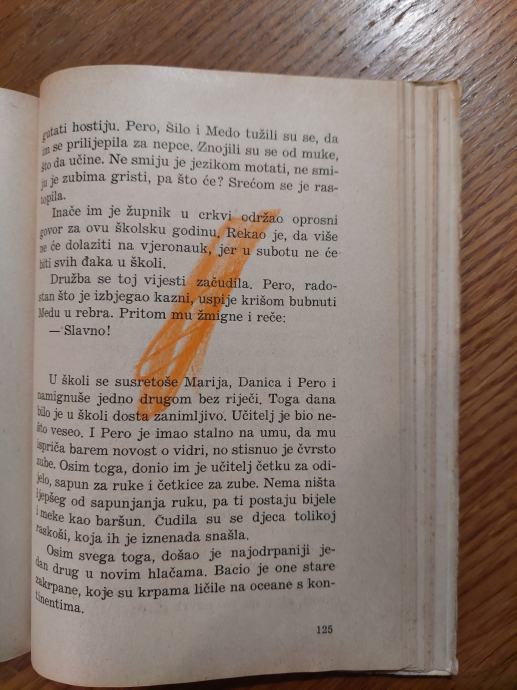 gutati hostiju. Pero, Šilo i Medo tužili su se, da
im se prilijepila za nepce. Znojili su se od muke,
što da učine. Ne smiju je jezikom motati, ne smi-
ju je zubima gristi, pa što će? Srećom se je ras-
topila.
Inače im je župnik u crkvi održao oprosni
govor za ovu školsku godinu. Rekao je, da više
ne će dolaziti na vjeronauk, jer u subotu ne će
biti svih đaka u školi.
Družba se toj vijesti začudila. Pero, rado-
stan što je izbjegao kazni, uspije krišom bubnuti
Medu u rebra. Pritom mu žmigne i reče:
— Slavno!
U školi se susretoše Marija, Danica i Pero i
namignuše jedno drugom bez riječi. Toga dana
bilo je u školi dosta zanimljivo. Učitelj je bio ne-
što veseo. I Pero je imao stalno na umu, da mu
ispriča barem novost o vidri, no stisnuo je čvrsto
zube. Osim toga, donio im je učitelj četku za odi-
jelo, sapun za ruke i četkice za zube. Nema ništa
ljepšeg od sapunjanja ruku, pa ti postaju bijele
i meke kao baršun. Čudila su se djeca tolikoj
raskoši, koja ih je iznenada snašla.
Osim svega toga, došao je najodrpaniji je-
dan drug u novim hlačama. Bacio je one stare
zakrpane, koje su krpama ličile na oceane s kon-
tinentima.
125